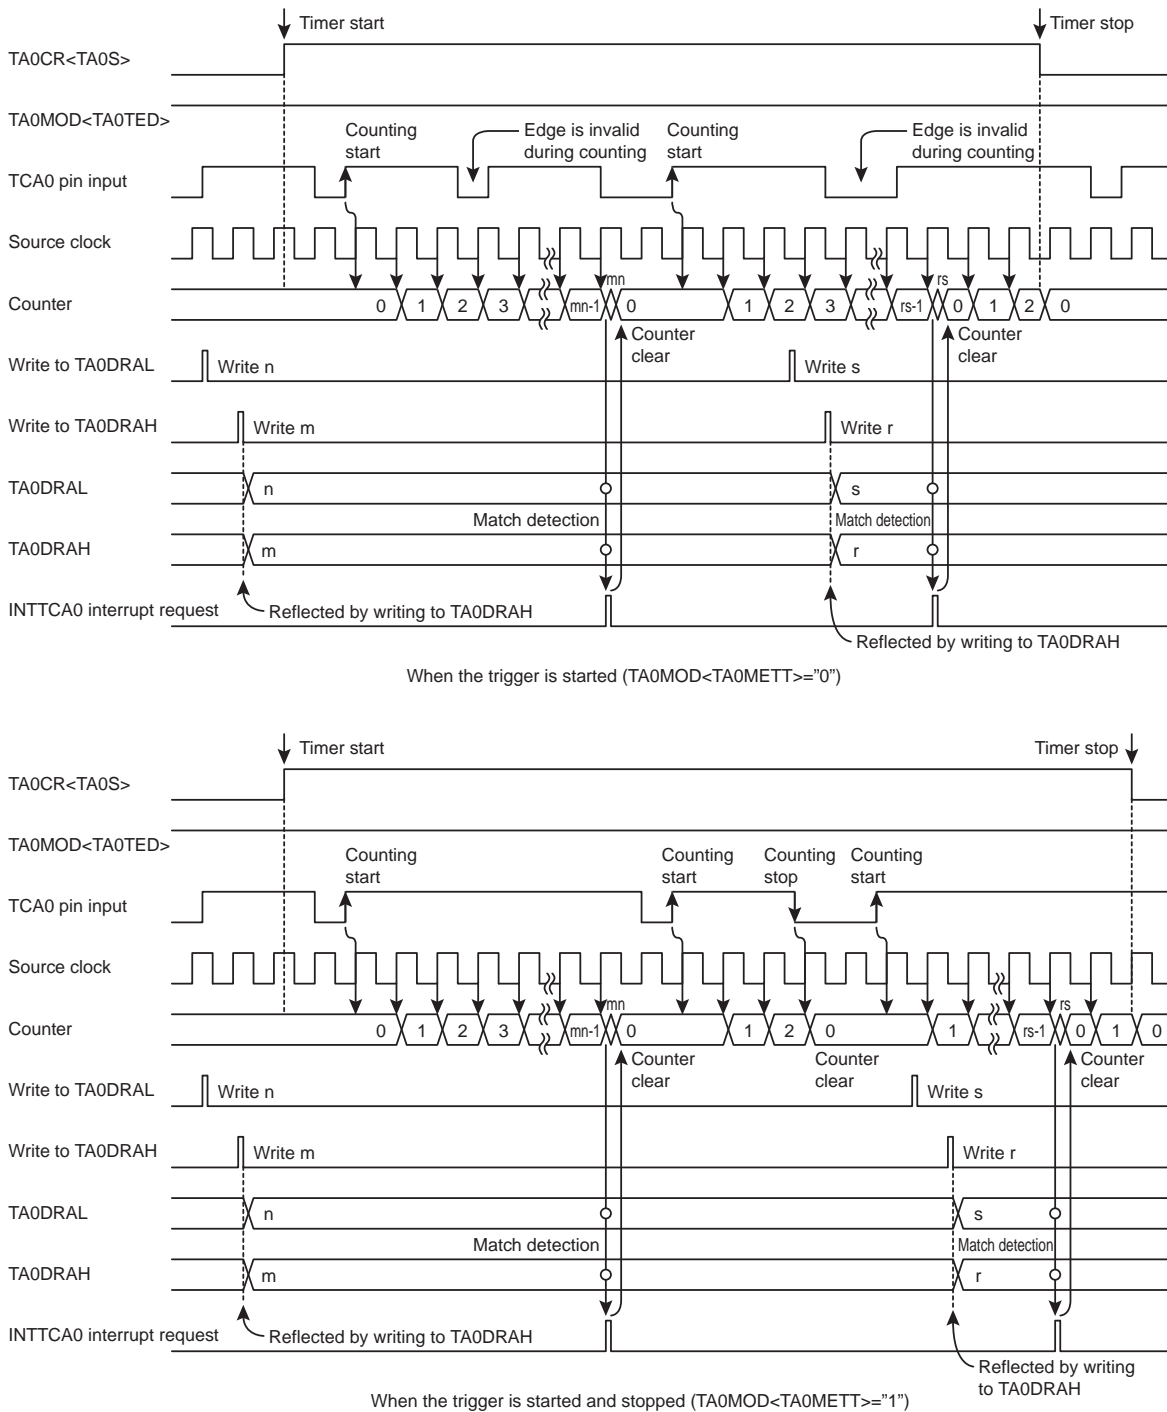 Timer start Timer stop
TA0CR<TA0S>
TA0MOD<TA0TED>
Counting start Edge is invalid during counting Counting start Edge is invalid during counting
TCA0 pin input
Source clock
mn rs
Counter 0 1 2 3 mn-1 0 1 2 3 rs-1 0 1 2 0
Counter clear Counter clear
Write to TA0DRAL Write n Write s
Write to TA0DRAH Write m Write r
TA0DRAL n s
Match detection Match detection
TA0DRAH m r
INTTCA0 interrupt request Reflected by writing to TA0DRAH
Reflected by writing to TA0DRAH
When the trigger is started (TA0MOD<TA0METT>=”0”)
Timer start Timer stop
TA0CR<TA0S>
TA0MOD<TA0TED>
Counting start Counting start Counting stop Counting start
TCA0 pin input
Source clock
mn rs
Counter 0 1 2 3 mn-1 0 1 2 0 1 rs-1 0 1 0
Counter clear Counter clear Counter clear
Write to TA0DRAL Write n Write s
Write to TA0DRAH Write m Write r
TA0DRAL n s
Match detection Match detection
TA0DRAH m r
INTTCA0 interrupt request Reflected by writing to TA0DRAH
Reflected by writing
to TA0DRAH
When the trigger is started and stopped (TA0MOD<TA0METT>=”1”)